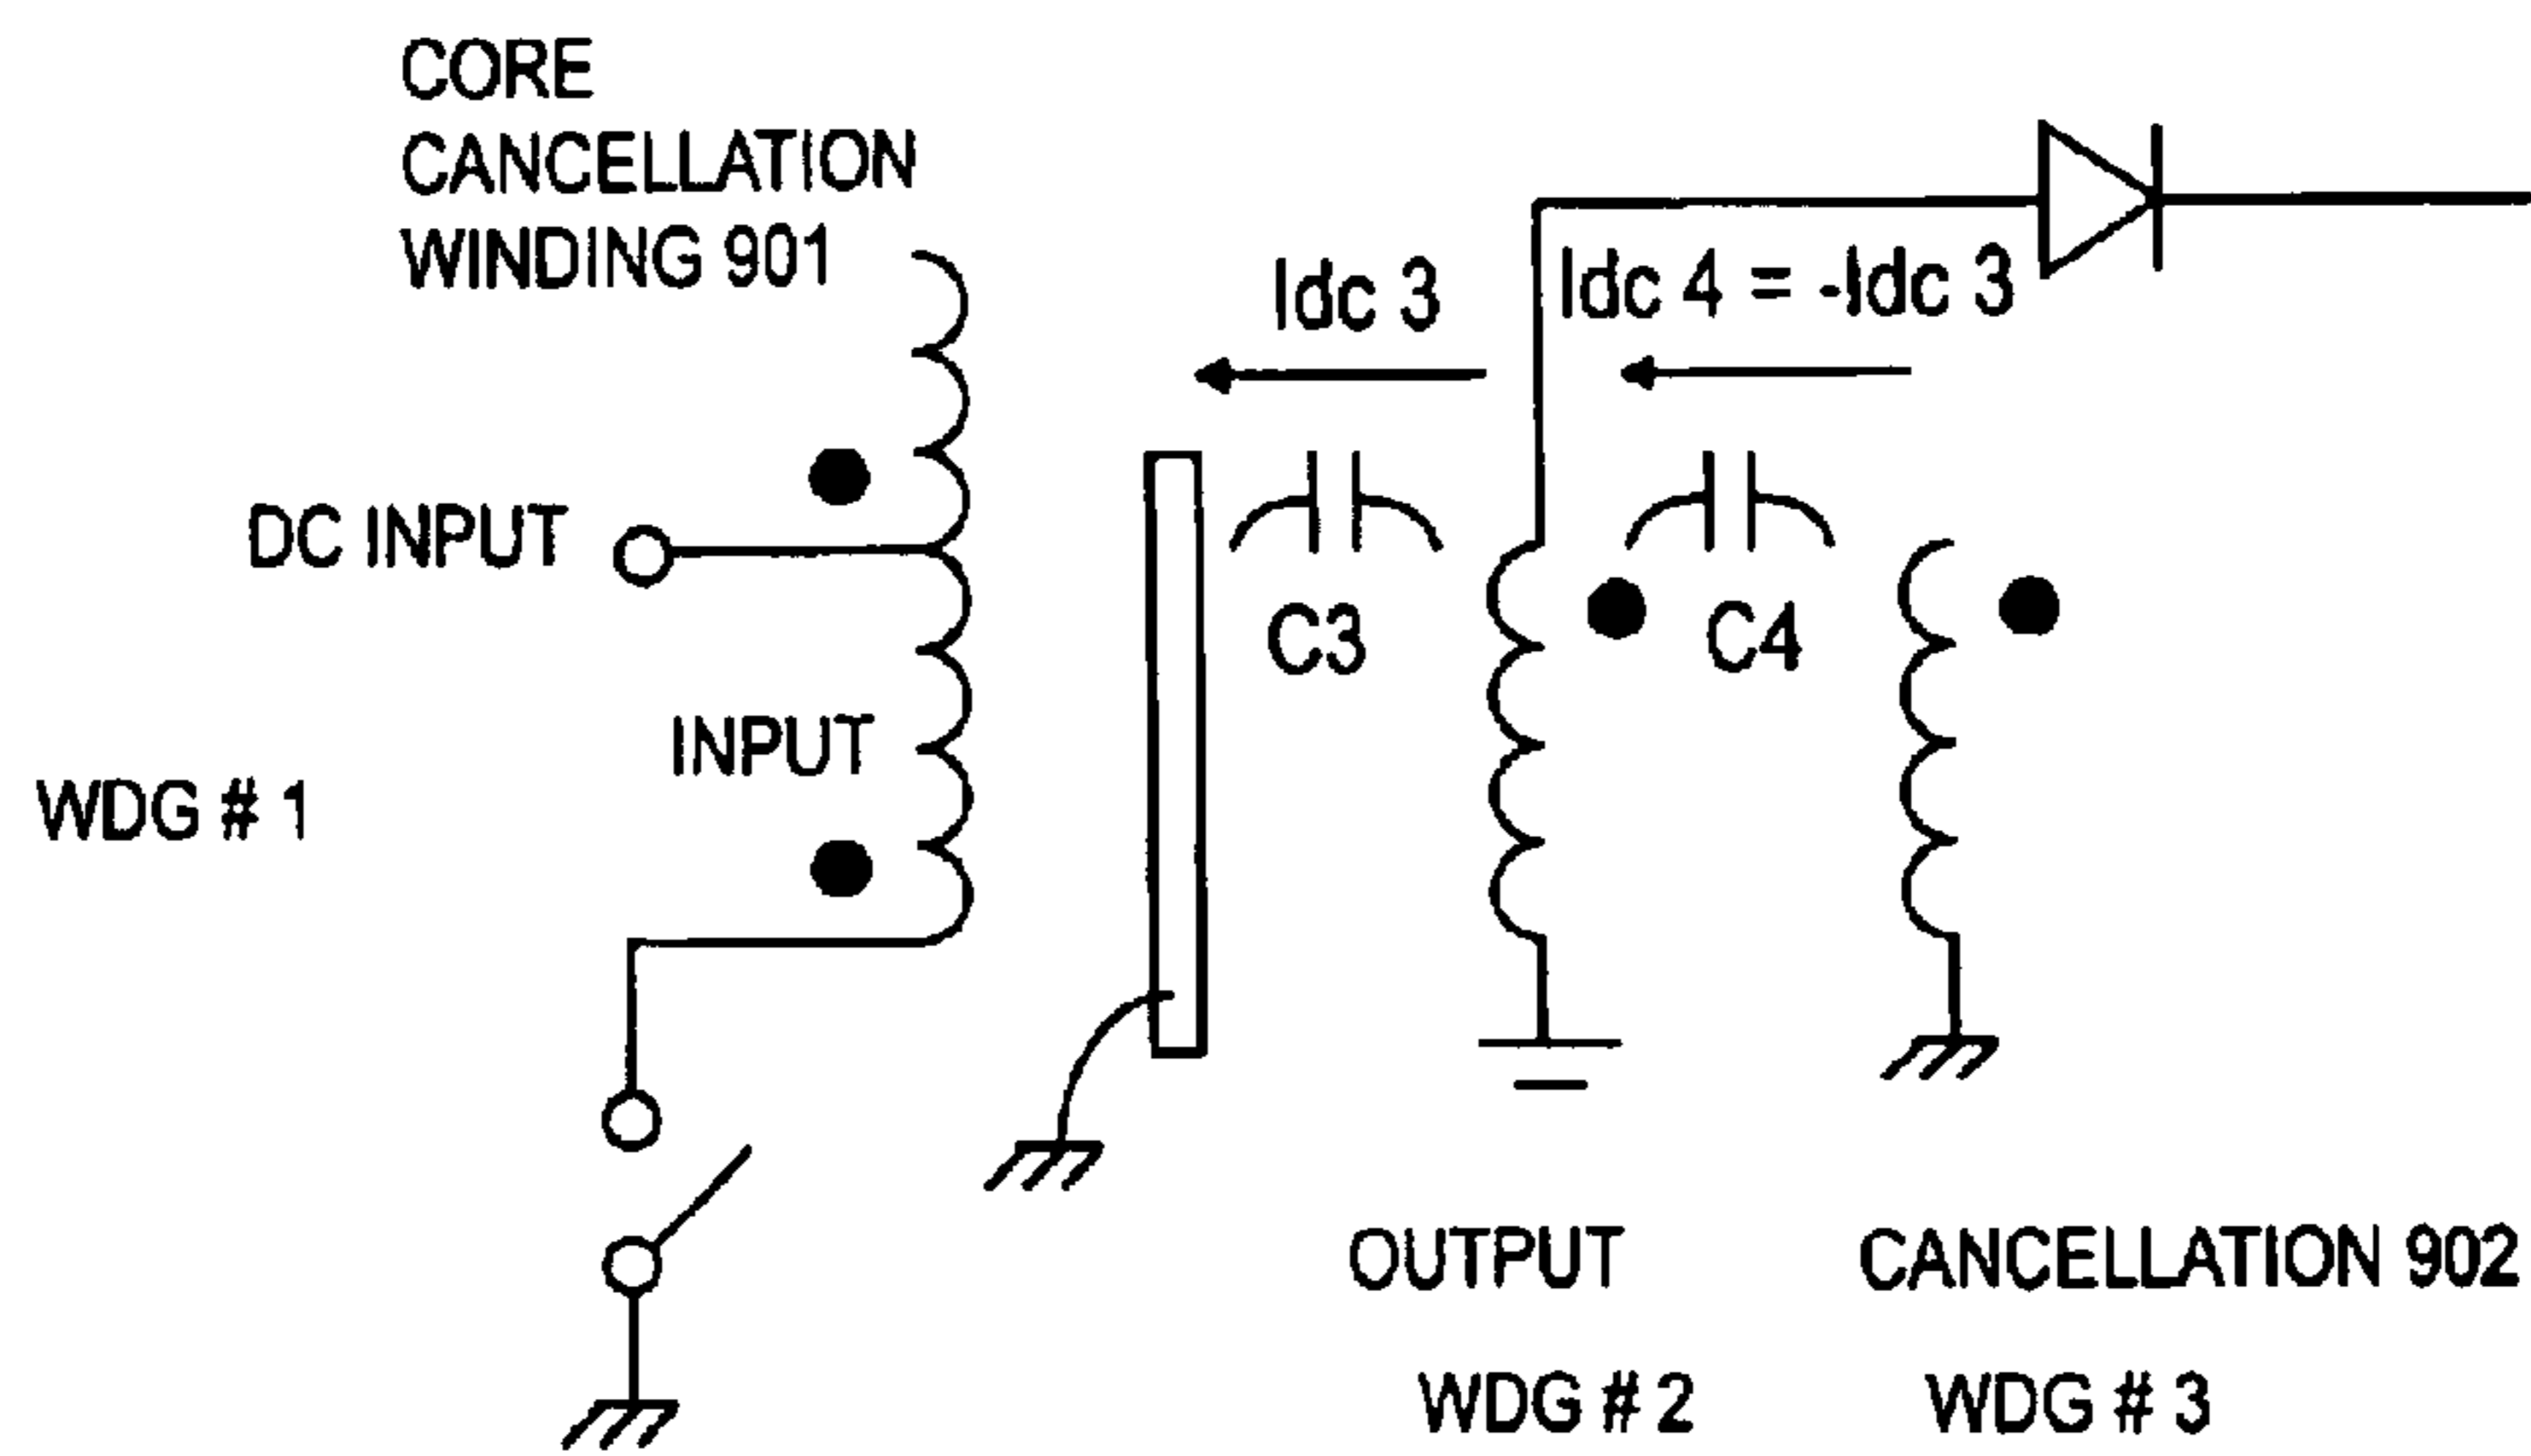 CORE
CANCELLATION
WINDING 901
Idc 3
Idc 4 = -Idc 3
DC INPUT
C3
C4
INPUT
WDG # 1
OUTPUT
CANCELLATION 902
WDG # 2
WDG # 3